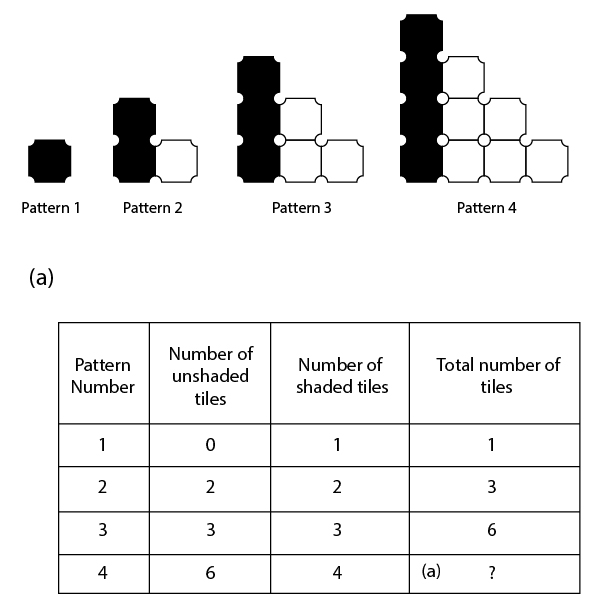 Pattern 1 Pattern 2 Pattern 3 Pattern 4
(a)
Pattern Number Number of unshaded tiles Number of shaded tiles Total number of tiles
1 0 1 1
2 2 2 3
3 3 3 6
4 6 4 (a) ?